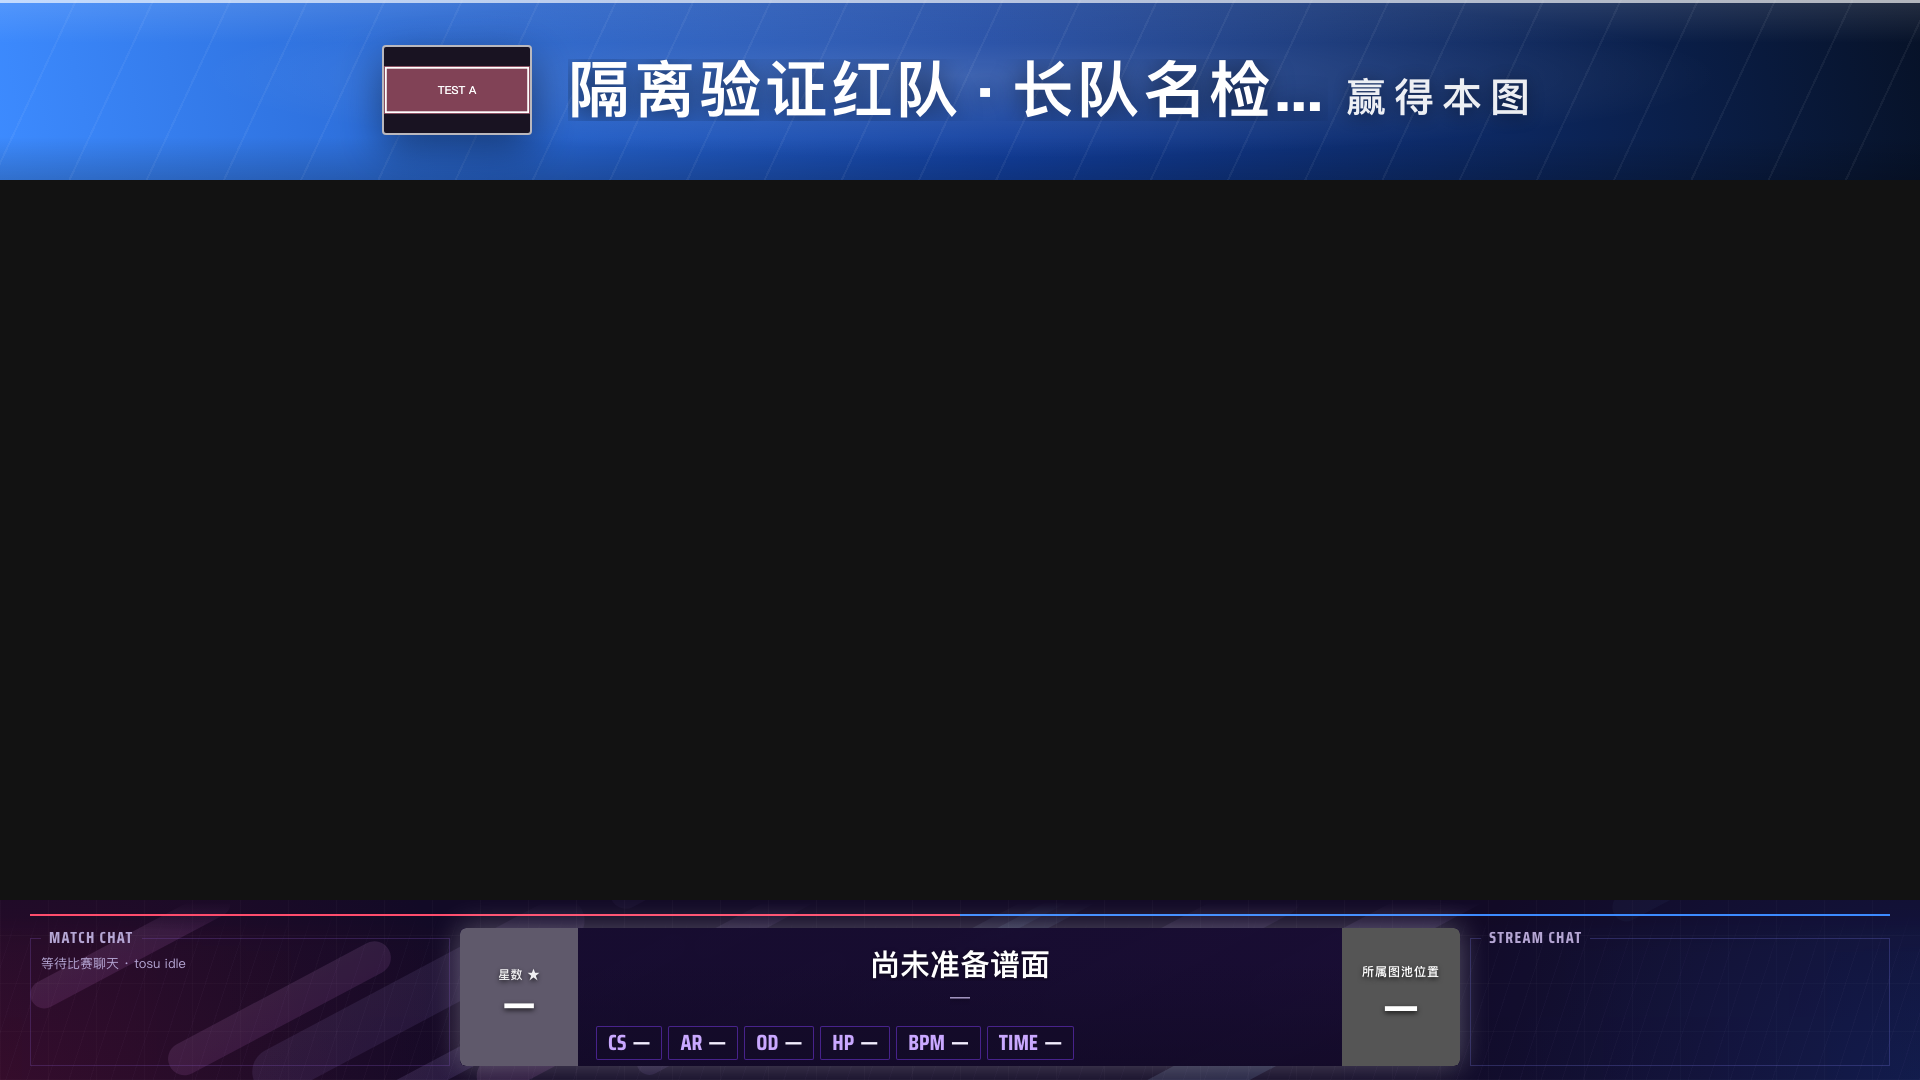 TEST A
隔离验证红队 · 长队名检... 赢得本图
MATCH CHAT
等待比赛聊天 · tosu idle
星数 ★
—
尚未准备谱面
—
CS — AR — OD — HP — BPM — TIME —
所属图池位置
—
STREAM CHAT